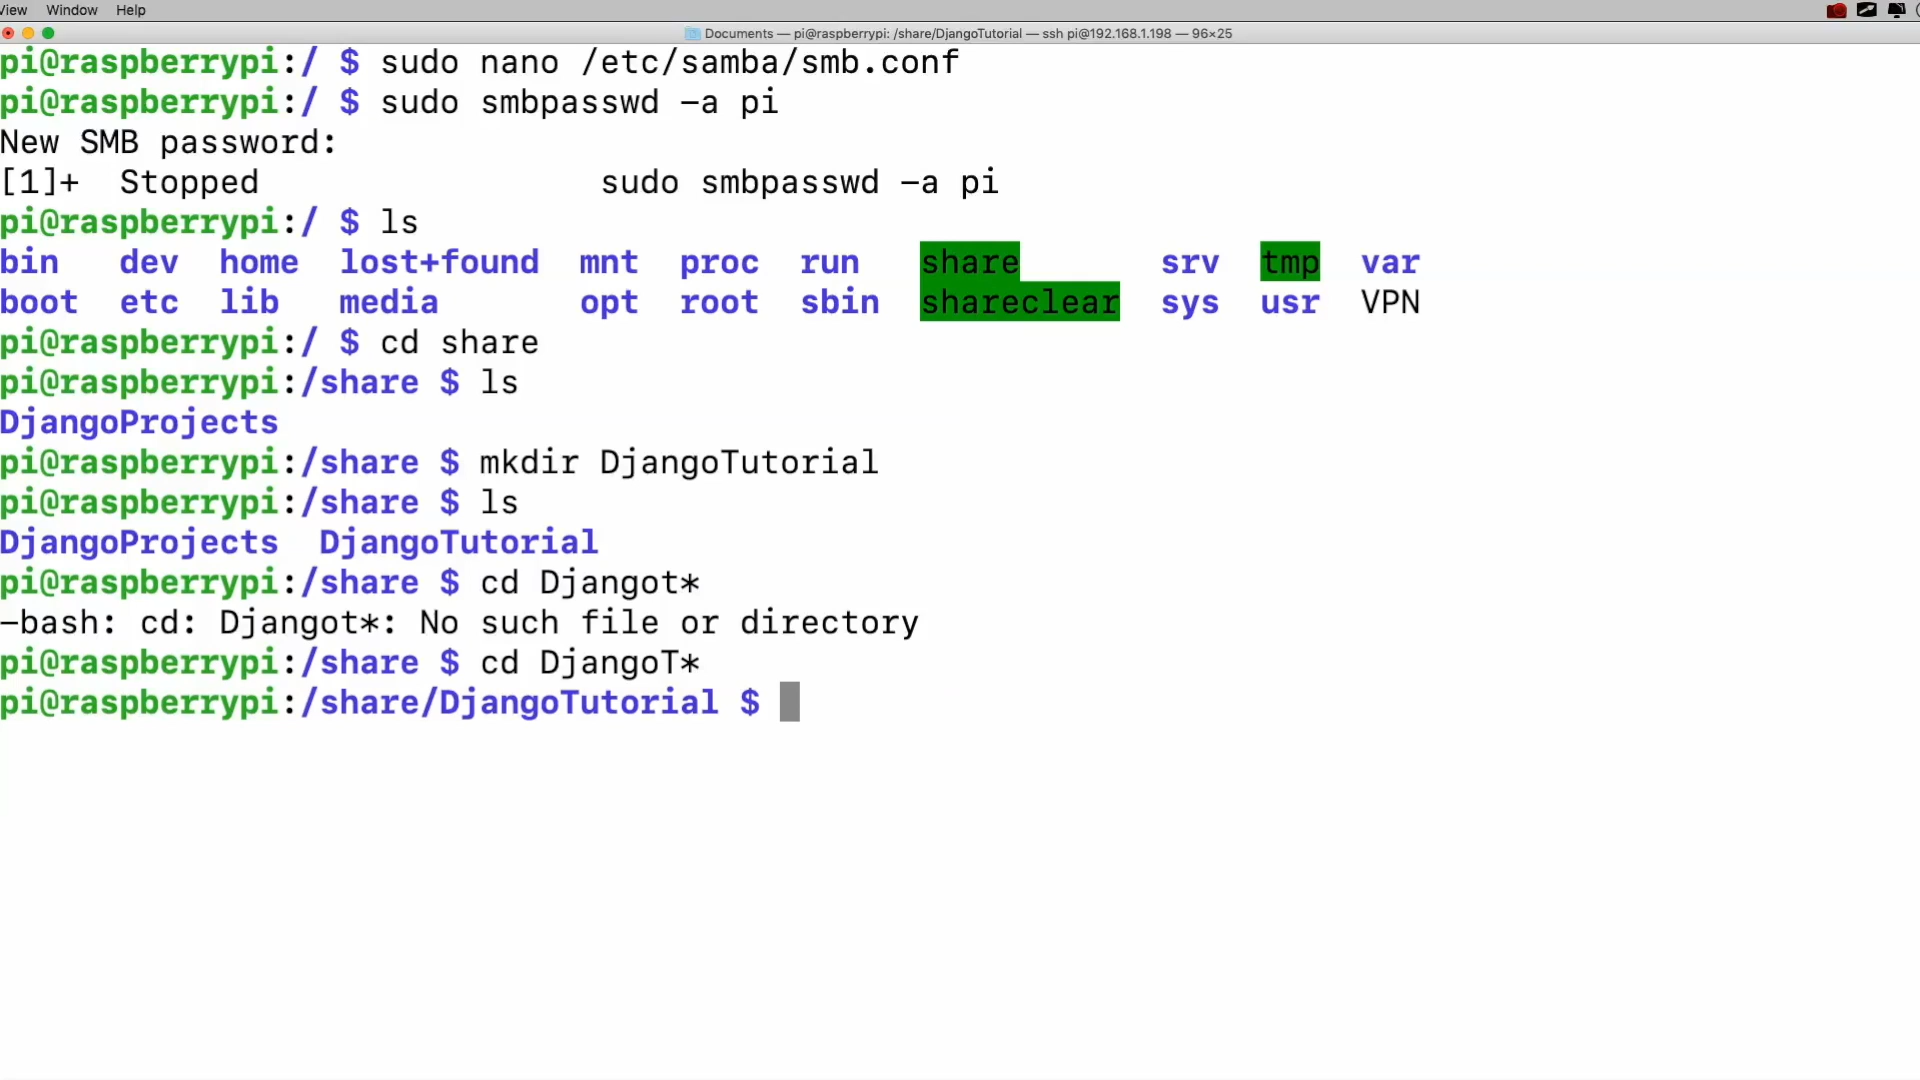 View Window Help
Documents — pi@raspberrypi: /share/DjangoTutorial — ssh pi@192.168.1.198 — 96×25
pi@raspberrypi:/ $ sudo nano /etc/samba/smb.conf
pi@raspberrypi:/ $ sudo smbpasswd -a pi
New SMB password:
[1]+  Stopped                 sudo smbpasswd -a pi
pi@raspberrypi:/ $ ls
bin   dev  home  lost+found  mnt  proc  run   share       srv  tmp  var
boot  etc  lib   media       opt  root  sbin  shareclear  sys  usr  VPN
pi@raspberrypi:/ $ cd share
pi@raspberrypi:/share $ ls
DjangoProjects
pi@raspberrypi:/share $ mkdir DjangoTutorial
pi@raspberrypi:/share $ ls
DjangoProjects  DjangoTutorial
pi@raspberrypi:/share $ cd Djangot*
-bash: cd: Djangot*: No such file or directory
pi@raspberrypi:/share $ cd DjangoT*
pi@raspberrypi:/share/DjangoTutorial $